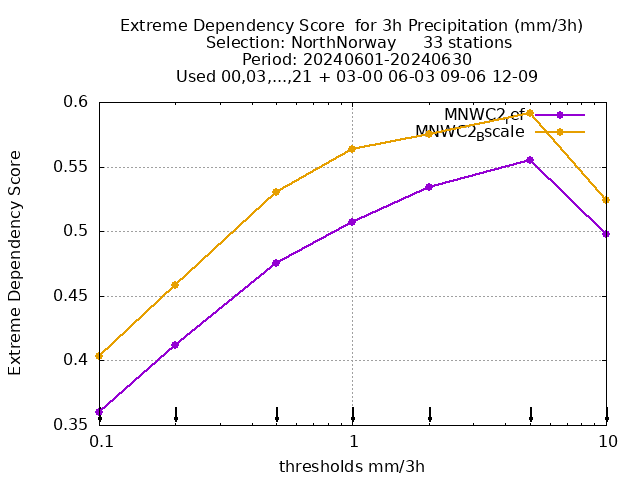 Extreme Dependency Score for 3h Precipitation (mm/3h)
Selection: NorthNorway 33 stations
Period: 20240601-20240630
Used 00,03,...,21 + 03-00 06-03 09-06 12-09
0.6
0.55
0.5
0.45
0.4
0.35
0.1
1
10
Extreme Dependency Score
thresholds mm/3h
MNWC2_Bscale